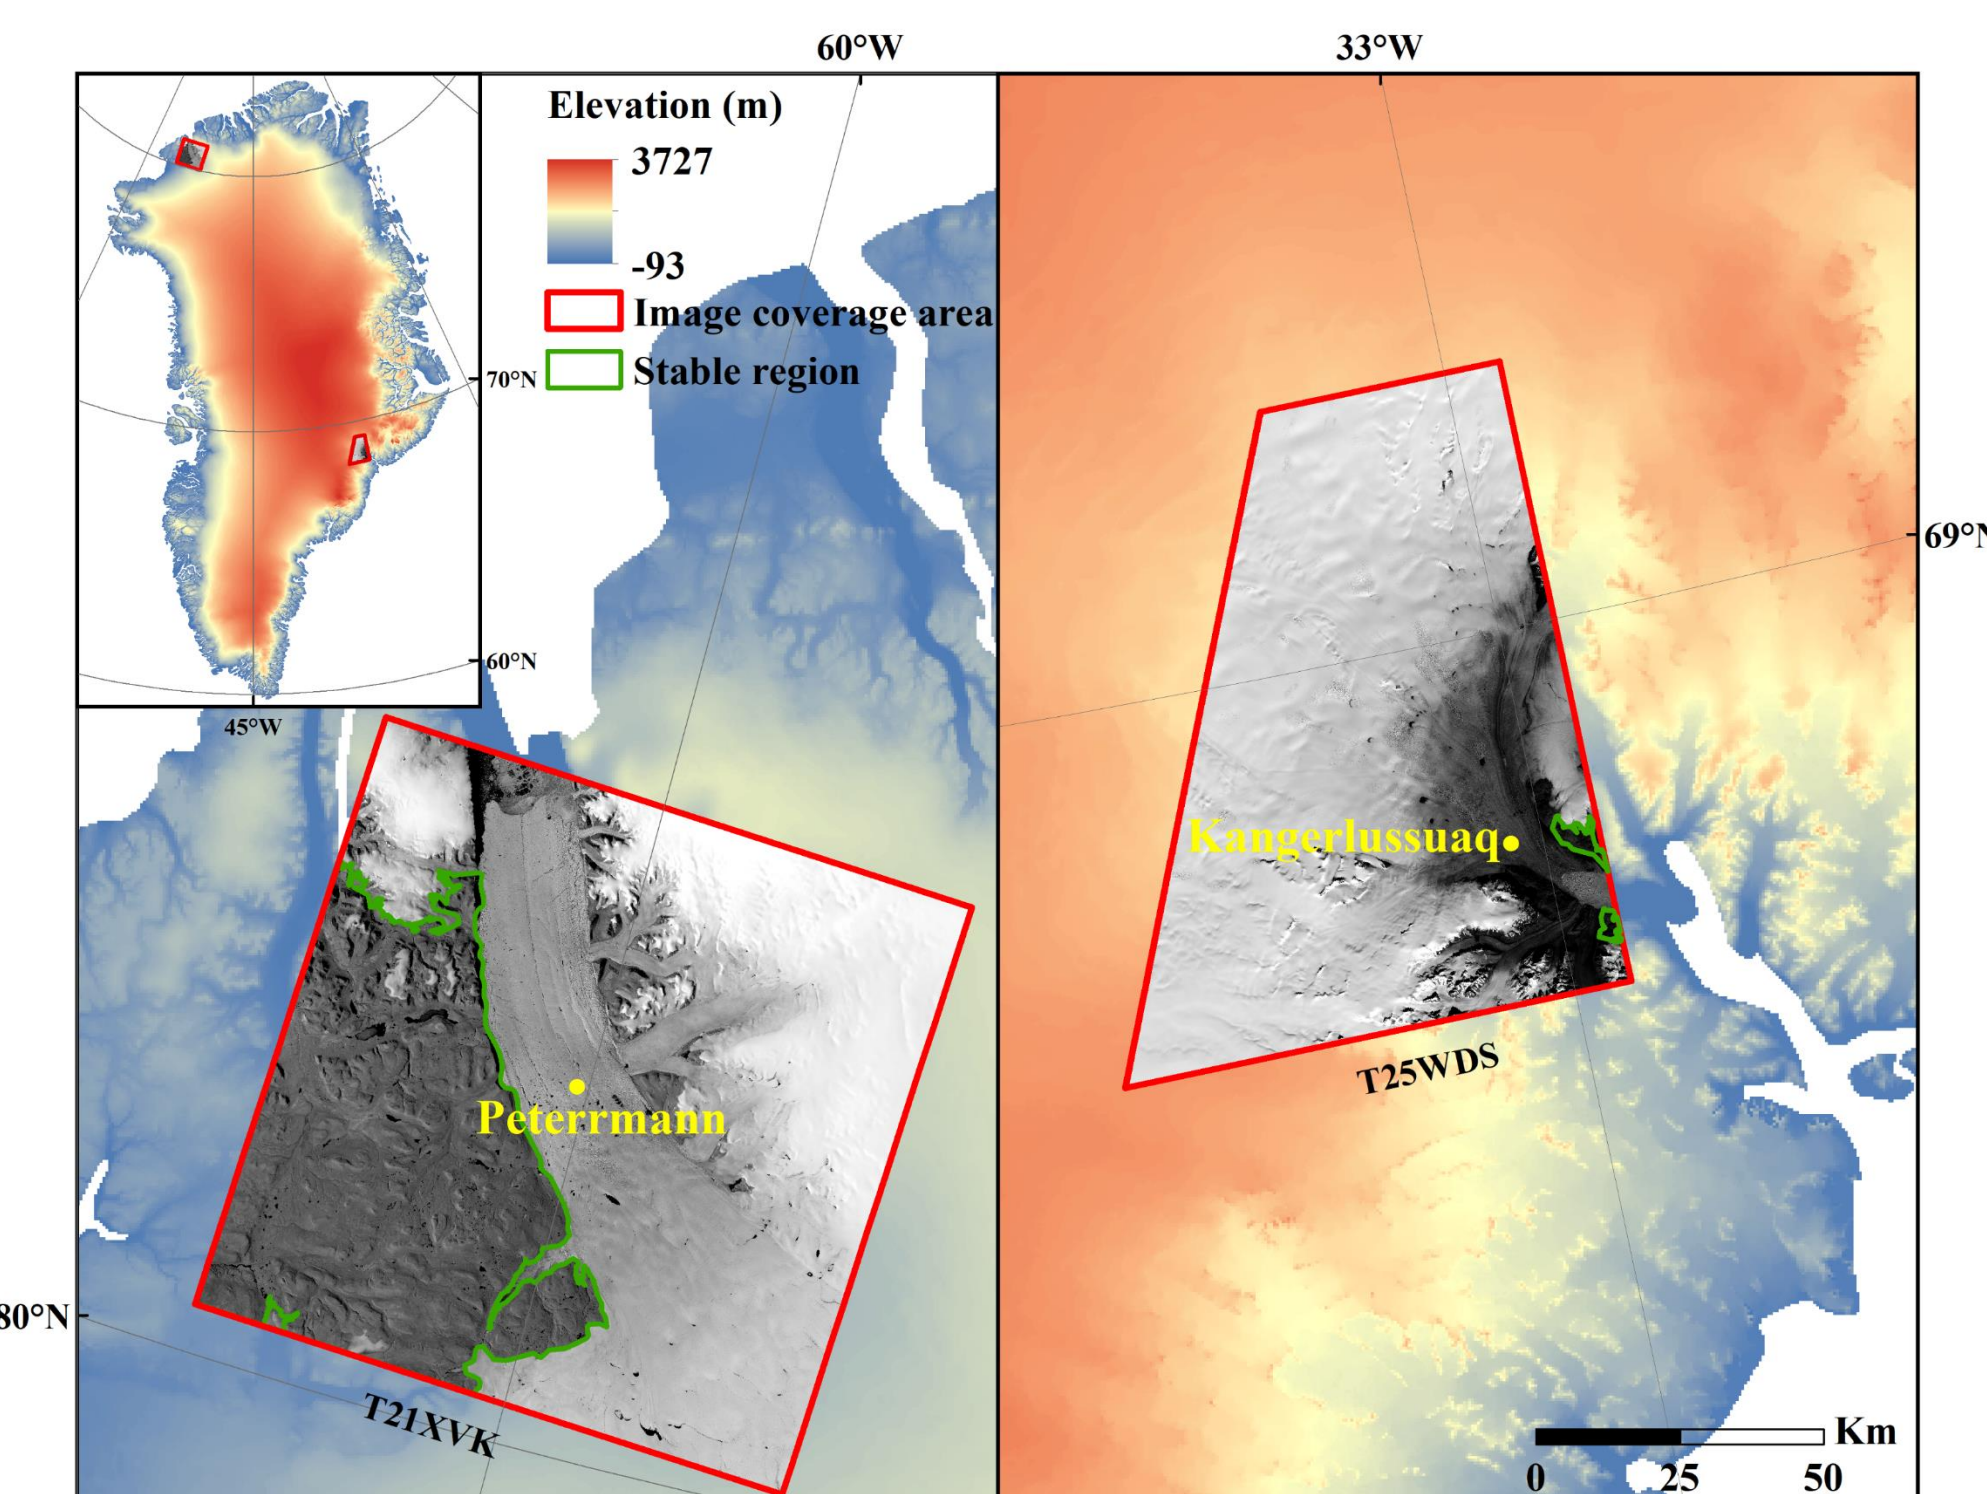 60°W
33°W
Elevation (m)
3727
-93
Image coverage area
Stable region
70°N
60°N
45°W
69°N
Kangerlussuaq
T25WDS
Peterrmann
80°N
T21XVK
Km
0 25 50